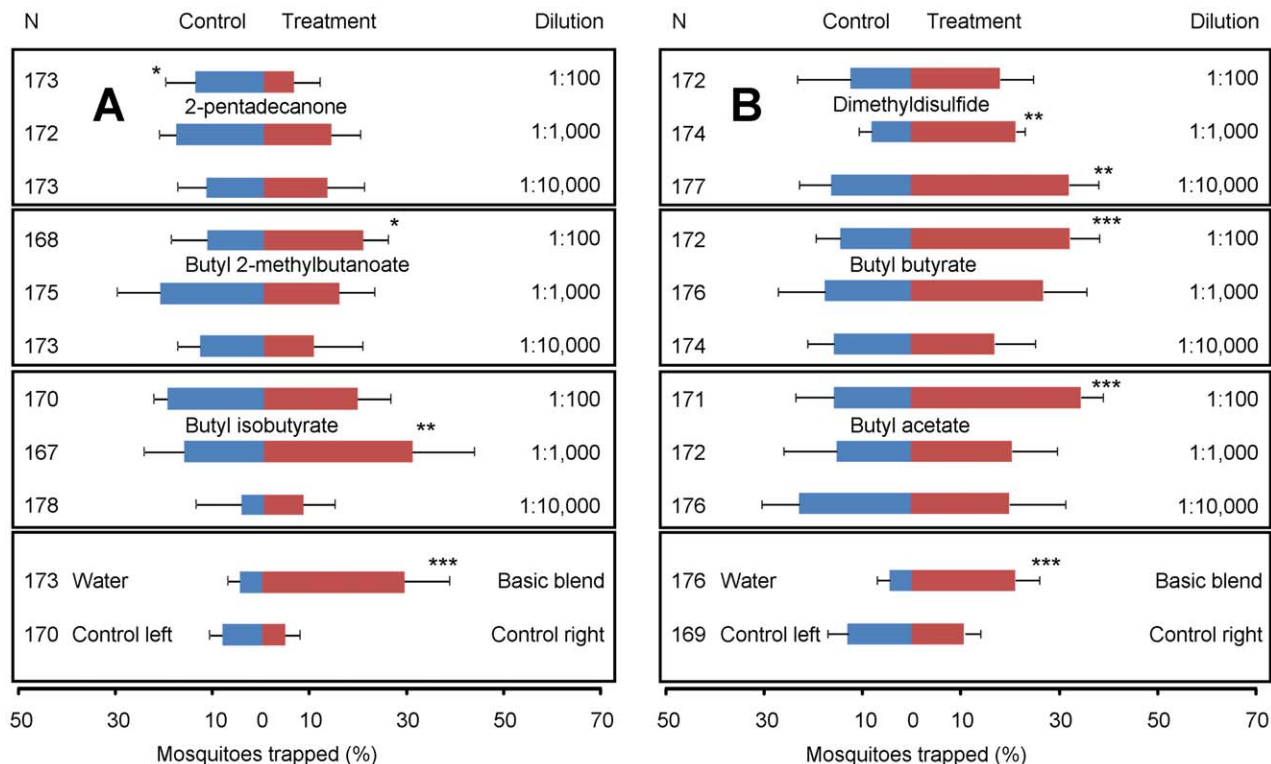 N Control Treatment Dilution
A
173 * 1:100
2-pentadecanone
172 1:1,000
173 1:10,000
168 * 1:100
Butyl 2-methylbutanoate
175 1:1,000
173 1:10,000
170 1:100
Butyl isobutyrate
167 ** 1:1,000
178 1:10,000
173 Water *** Basic blend
170 Control left Control right
50 30 10 0 10 30 50 70
Mosquitoes trapped (%)
N Control Treatment Dilution
B
172 1:100
Dimethyldisulfide
174 ** 1:1,000
177 ** 1:10,000
172 *** 1:100
Butyl butyrate
176 1:1,000
174 1:10,000
171 *** 1:100
Butyl acetate
172 1:1,000
176 1:10,000
176 Water *** Basic blend
169 Control left Control right
50 30 10 0 10 30 50 70
Mosquitoes trapped (%)